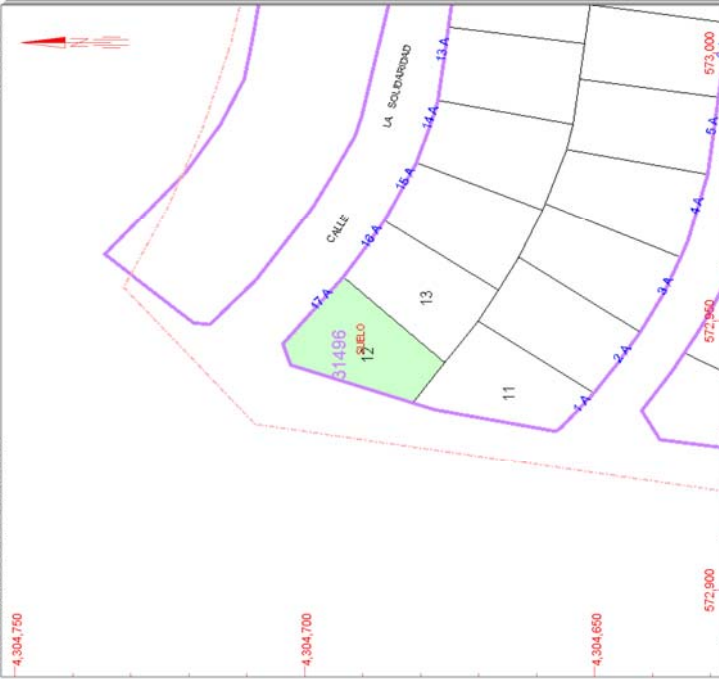 N
573,000
LA SOLIDARIDAD
13 A
14 A
15 A
16 A
CALLE
17 A
31496
SUELO
12
13
11
5 A
4 A
3 A
2 A
1 A
572,950
572,900
4,304,750
4,304,700
4,304,650